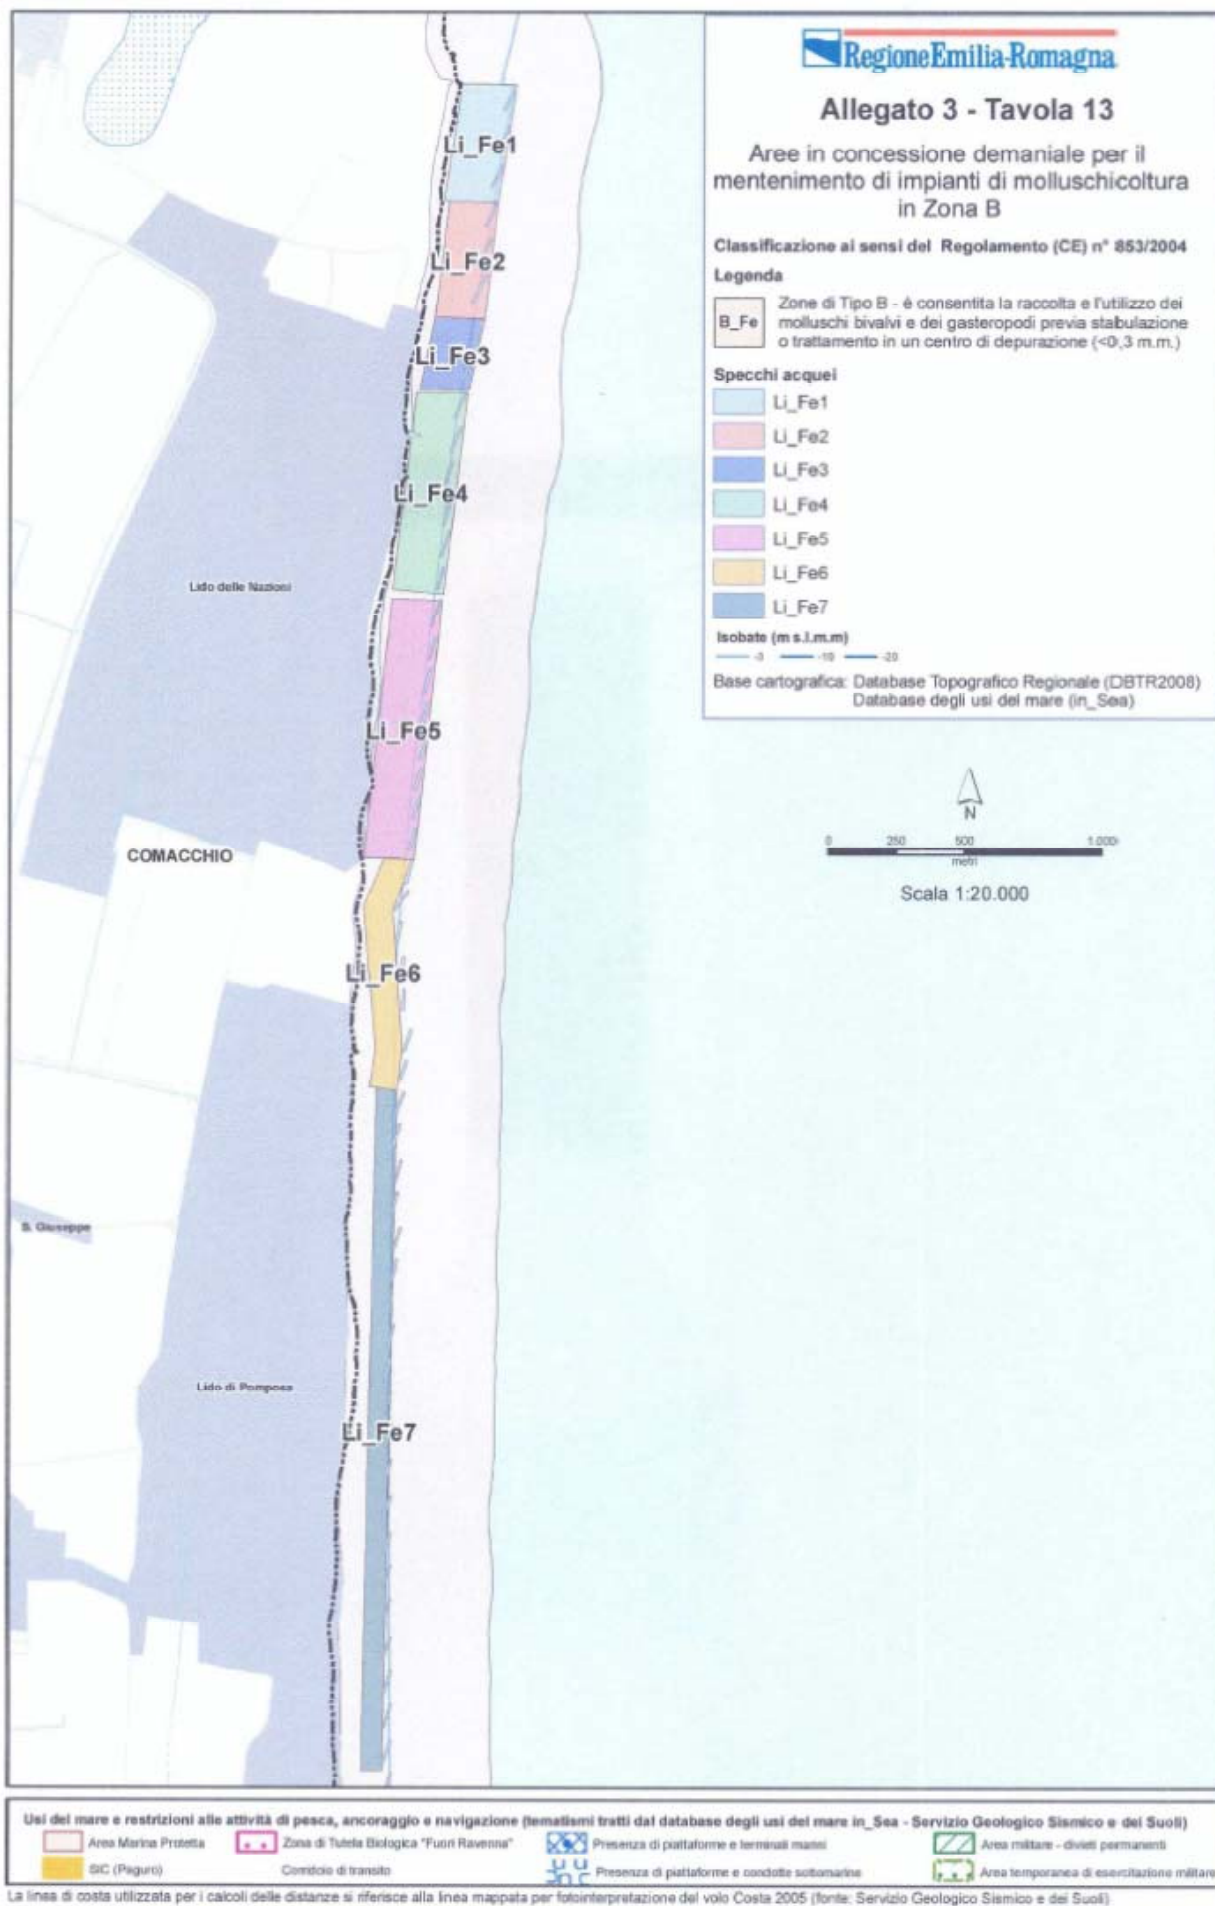 RegioneEmilia-Romagna
Allegato 3 - Tavola 13
Aree in concessione demaniale per il
mentenimento di impianti di molluschicoltura
in Zona B
Classificazione ai sensi del Regolamento (CE) n° 853/2004
Legenda
B_Fe
Zone di Tipo B - è consentita la raccolta e l'utilizzo dei
molluschi bivalvi e dei gasteropodi previa stabulazione
o trattamento in un centro di depurazione (<0,3 m.m.)
Specchi acquei
Li_Fe1
Li_Fe2
Li_Fe3
Li_Fe4
Li_Fe5
Li_Fe6
Li_Fe7
Isobate (m s.l.m.m)
-3 -10 -20
Base cartografica: Database Topografico Regionale (DBTR2008)
Database degli usi del mare (in_Sea)
N
0 250 500 1.000
metri
Scala 1:20.000
Li_Fe1
Li_Fe2
Li_Fe3
Li_Fe4
Lido delle Nazioni
Li_Fe5
COMACCHIO
Li_Fe6
S. Giuseppe
Lido di Pomposa
Li_Fe7
Usi del mare e restrizioni alle attività di pesca, ancoraggio e navigazione (tematismi tratti dal database degli usi del mare in_Sea - Servizio Geologico Sismico e dei Suoli)
Area Marina Protetta
Zona di Tutela Biologica "Fuori Ravenna"
Presenza di piattaforme e terminali marini
Area militare - divieti permanenti
SIC (Paguro)
Corridoio di transito
Presenza di piattaforme e condotte sottomarine
Area temporanea di esercitazione militare
La linea di costa utilizzata per i calcoli delle distanze si riferisce alla linea mappata per fotointerpretazione del volo Costa 2005 (fonte: Servizio Geologico Sismico e dei Suoli)